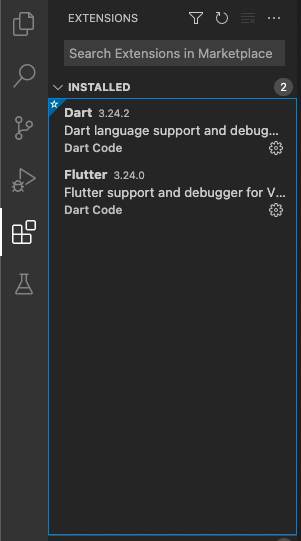 EXTENSIONS
Search Extensions in Marketplace
INSTALLED 2
Dart 3.24.2
Dart language support and debug...
Dart Code
Flutter 3.24.0
Flutter support and debugger for V...
Dart Code